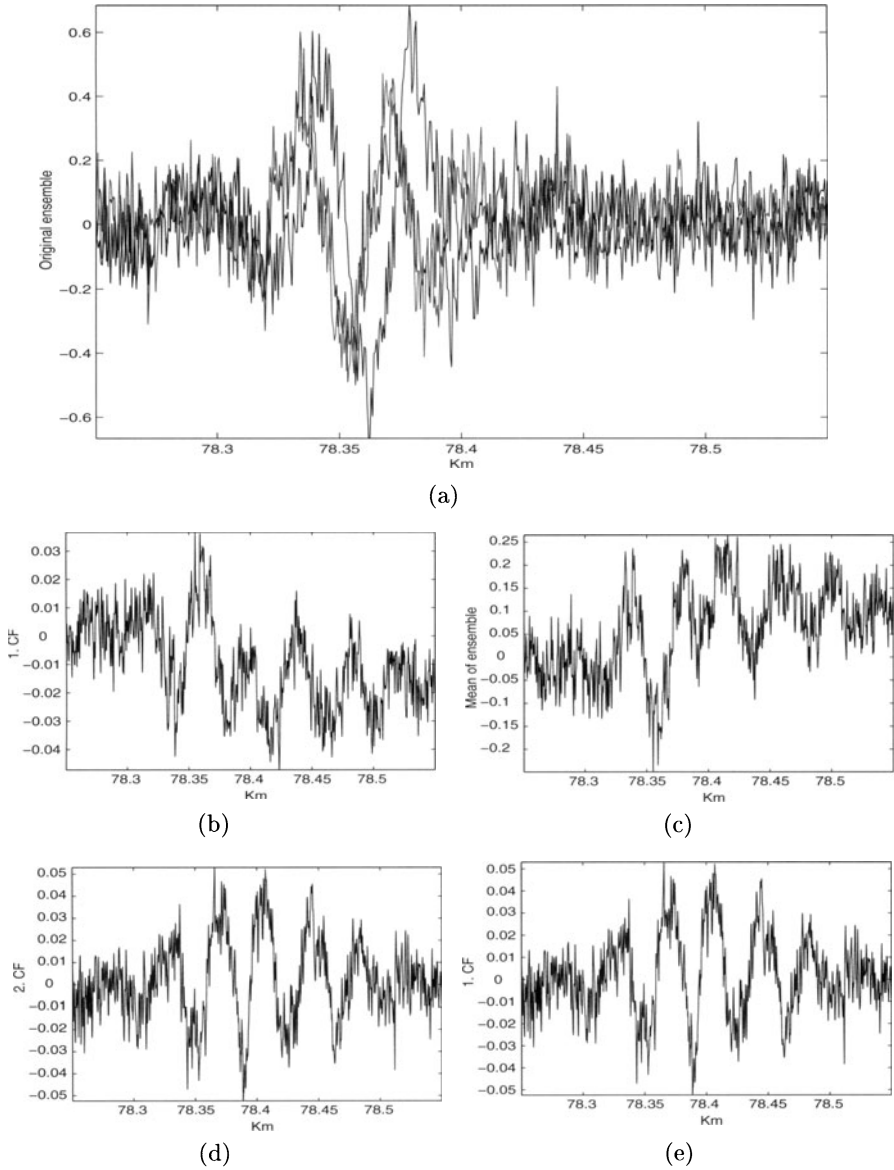 Original ensemble
0.6
0.4
0.2
0
−0.2
−0.4
−0.6
78.3 78.35 78.4 78.45 78.5
Km
(a)
1. CF
0.03
0.02
0.01
0
−0.01
−0.02
−0.03
−0.04
78.3 78.35 78.4 78.45 78.5
Km
(b)
Mean of ensemble
0.25
0.2
0.15
0.1
0.05
0
−0.05
−0.1
−0.15
−0.2
78.3 78.35 78.4 78.45 78.5
Km
(c)
2. CF
0.05
0.04
0.03
0.02
0.01
0
−0.01
−0.02
−0.03
−0.04
−0.05
78.3 78.35 78.4 78.45 78.5
Km
(d)
1. CF
0.05
0.04
0.03
0.02
0.01
0
−0.01
−0.02
−0.03
−0.04
−0.05
78.3 78.35 78.4 78.45 78.5
Km
(e)